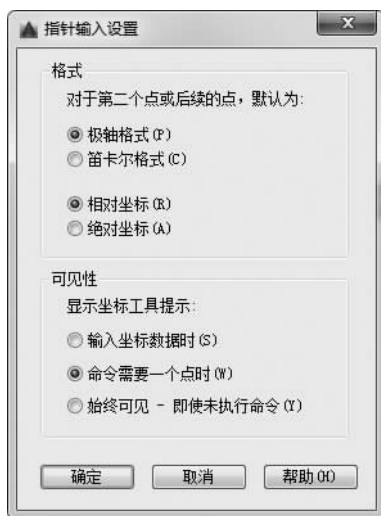 指针输入设置
格式
对于第二个点或后续的点，默认为:
极轴格式(P)
笛卡尔格式(C)
相对坐标(R)
绝对坐标(A)
可见性
显示坐标工具提示:
输入坐标数据时(S)
命令需要一个点时(W)
始终可见 - 即使未执行命令(Y)
确定 取消 帮助(H)